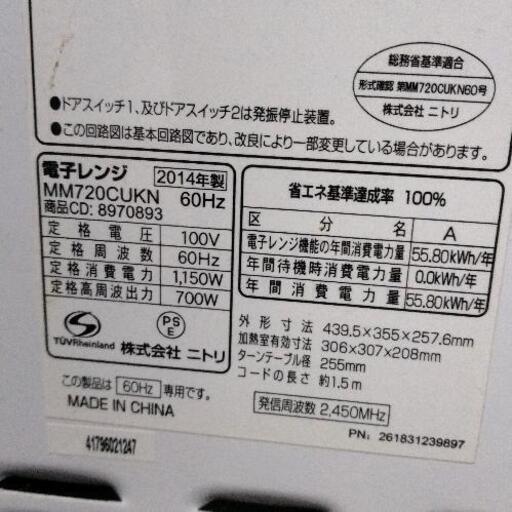 総務省基準適合
形式確認 第MM720CUKN60号
株式会社 ニトリ
●ドアスイッチ1、及びドアスイッチ2は発振停止装置。
●この回路図は基本回路図であり、改良により一部変更している場合があります。
電子レンジ 2014年製
MM720CUKN 60Hz
商品CD: 8970893
定格電圧 100V
定格周波数 60Hz
定格消費電力 1,150W
定格高周波出力 700W
TÜVRheinland
PS
E
株式会社 ニトリ
この製品は 60Hz 専用です。
MADE IN CHINA
41796021247
省エネ基準達成率 100%
区分名 A
電子レンジ機能の年間消費電力量 55.80kWh/年
年間待機時消費電力量 0.0kWh/年
年間消費電力量 55.80kWh/年
外形寸法 439.5×355×257.6mm
加熱室有効寸法 306×307×208mm
ターンテーブル径 255mm
コードの長さ 約1.5m
発信周波数 2,450MHz
PN: 261831239897